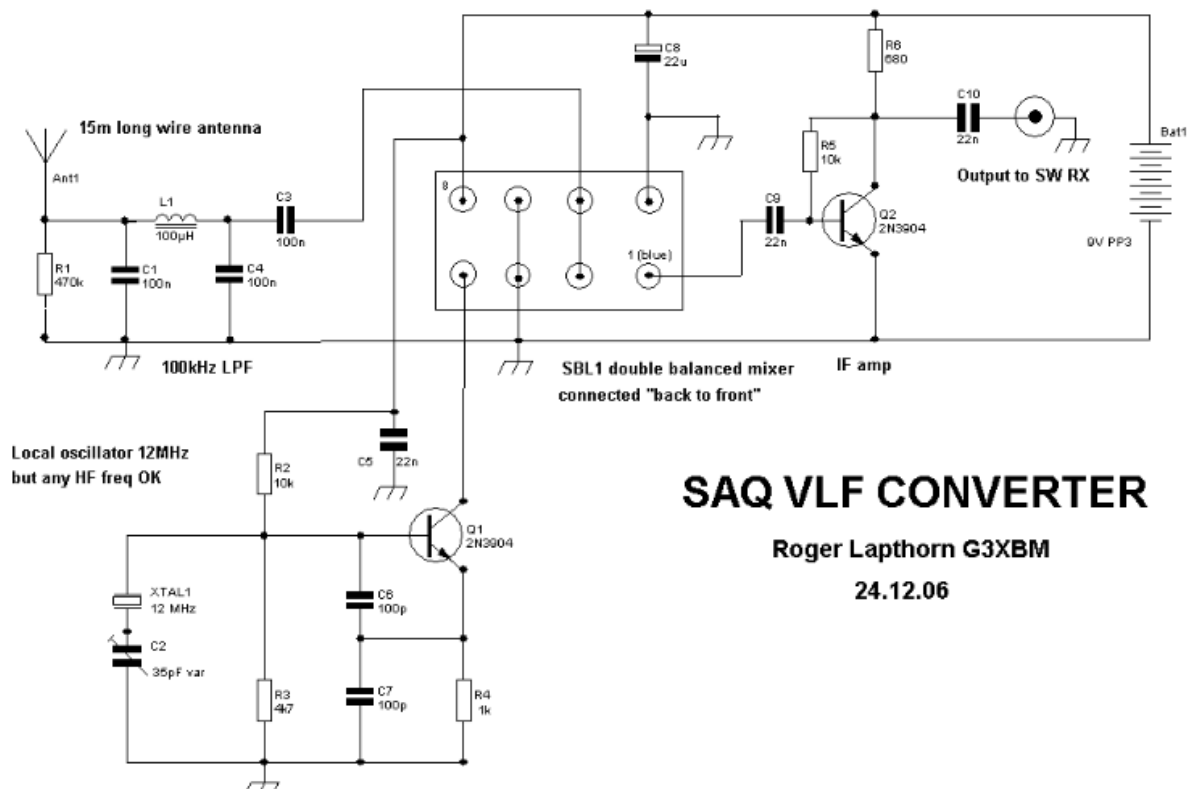 15m long wire antenna
Ant1
R1
470k
C1
100n
L1
100µH
C4
100n
C3
100n
100kHz LPF
C8
22u
8
1 (blue)
SBL1 double balanced mixer
connected "back to front"
C9
22n
R5
10k
R6
680
Q2
2N3904
IF amp
C10
22n
Output to SW RX
Bat1
9V PP3
Local oscillator 12MHz
but any HF freq OK
C5
22n
R2
10k
Q1
2N3904
XTAL1
12 MHz
C2
35pF var
C6
100p
R3
4k7
C7
100p
R4
1k
SAQ VLF CONVERTER
Roger Lapthorn G3XBM
24.12.06